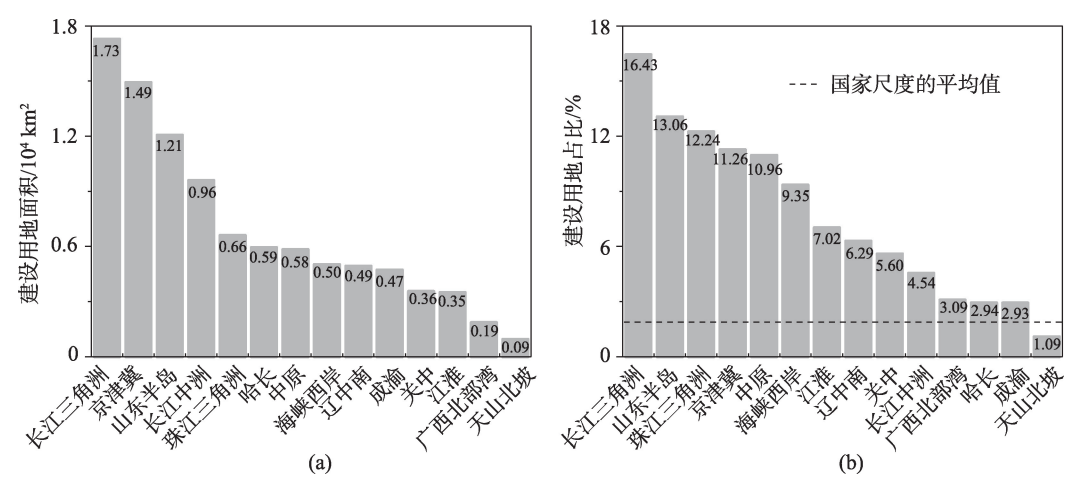 建设用地面积/10⁴ km²
1.8
1.2
0.6
0
1.73
1.49
1.21
0.96
0.66
0.59
0.58
0.50
0.49
0.47
0.36
0.35
0.19
0.09
长江三角洲
京津冀
山东半岛
长江中洲
珠江三角洲
哈长
中原
海峡西岸
辽中南
成渝
关中
江淮
广西北部湾
天山北坡
(a)
建设用地占比/%
18
12
6
0
国家尺度的平均值
16.43
13.06
12.24
11.26
10.96
9.35
7.02
6.29
5.60
4.54
3.09
2.94
2.93
1.09
长江三角洲
山东半岛
珠江三角洲
京津冀
中原
海峡西岸
江淮
辽中南
关中
长江中洲
广西北部湾
哈长
成渝
天山北坡
(b)